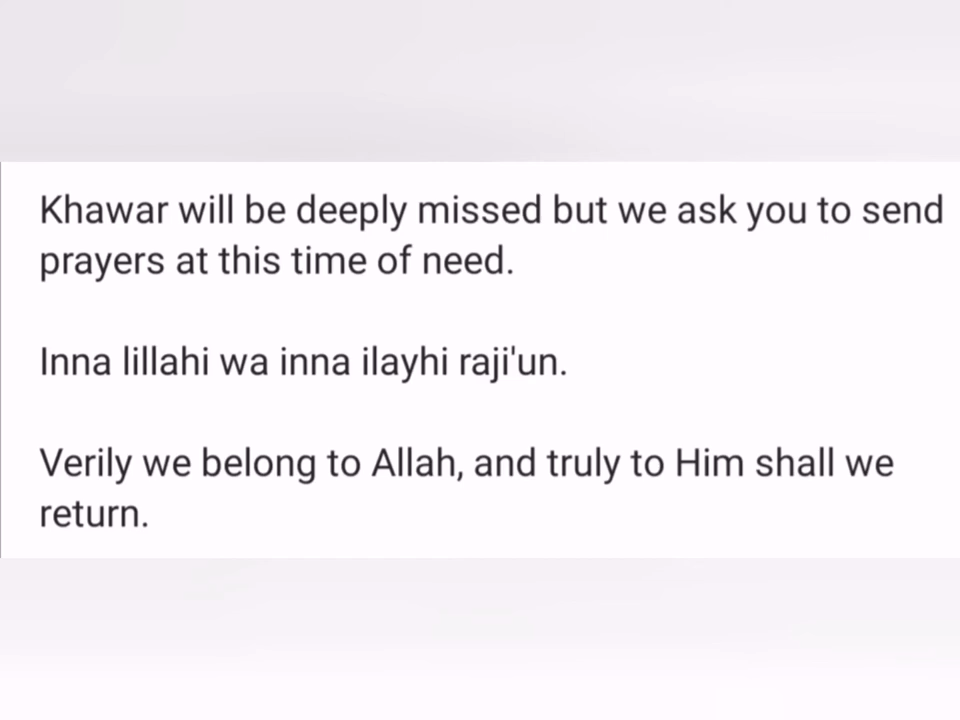 Khawar will be deeply missed but we ask you to send
prayers at this time of need.
Inna lillahi wa inna ilayhi raji'un.
Verily we belong to Allah, and truly to Him shall we
return.